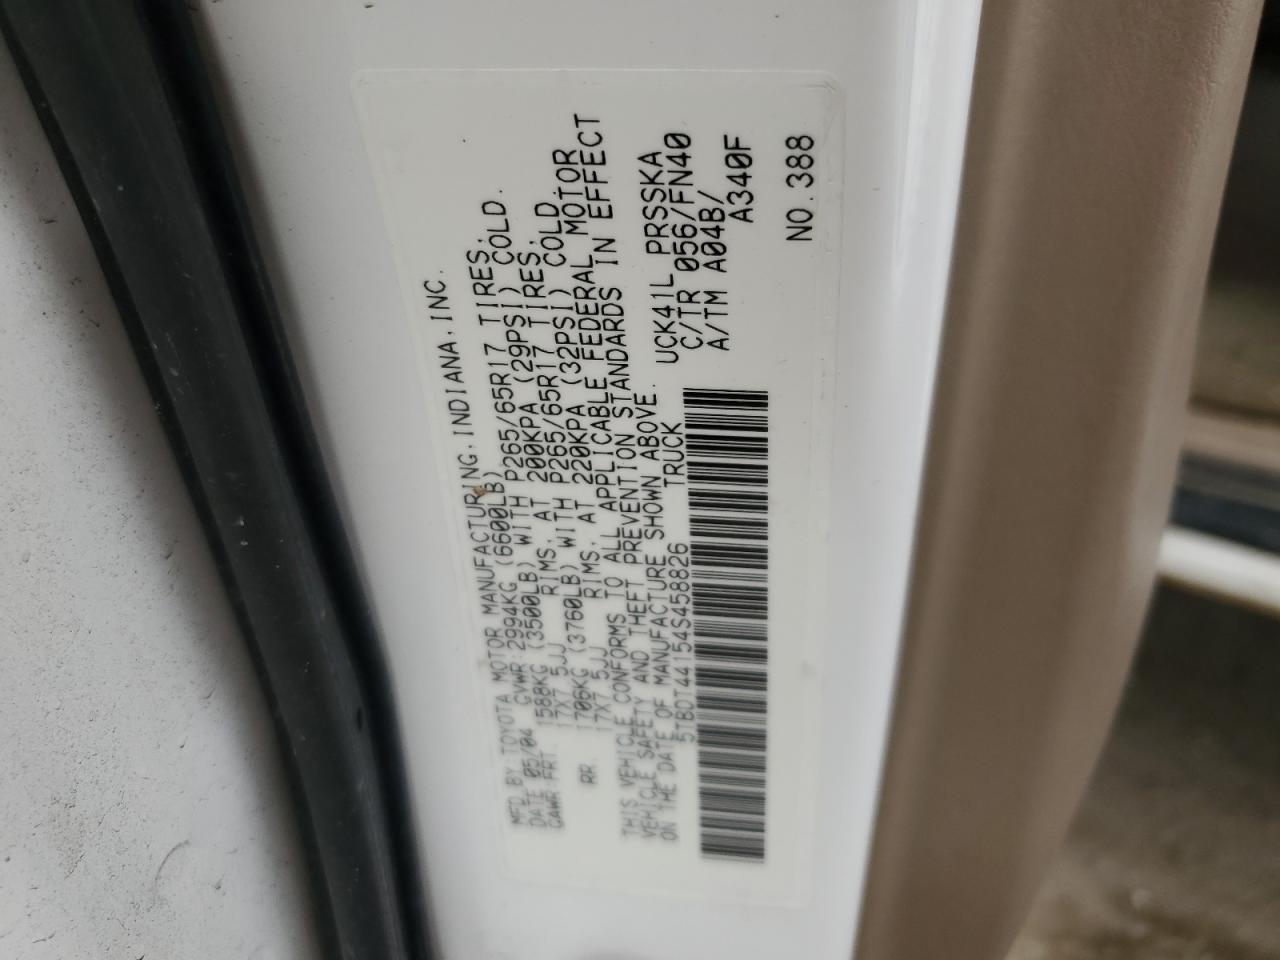 MFD BY:TOYOTA MOTOR MANUFACTURING,INDIANA,INC.
DATE 05/04 GVWR:2994KG (6600LB)
GAWR:FRT. 1588KG (3500LB) WITH P265/65R17 TIRES,
17X7.5JJ RIMS, AT 200KPA (29PSI) COLD.
RR. 1706KG (3760LB) WITH P265/65R17 TIRES,
17X7.5JJ RIMS, AT 220KPA (32PSI) COLD.
THIS VEHICLE CONFORMS TO ALL APPLICABLE FEDERAL MOTOR
VEHICLE SAFETY AND THEFT PREVENTION STANDARDS IN EFFECT
ON THE DATE OF MANUFACTURE SHOWN ABOVE.
5TBDT44154S458826 TRUCK
UCK41L PRSSKA
C/TR 056/FN40
A/TM A04B/
A340F
NO.388